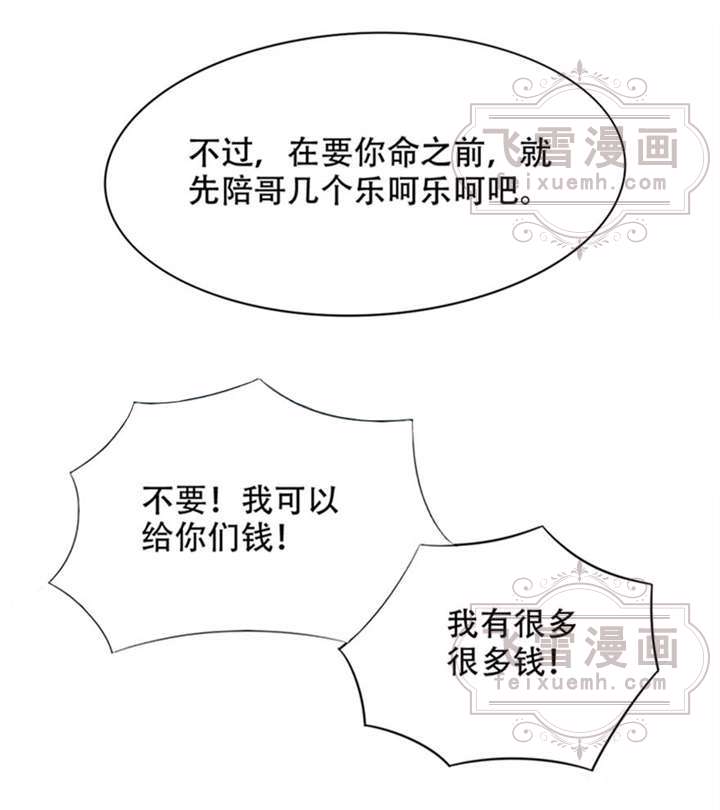 不过，在要你命之前，就
先陪哥几个乐呵乐呵吧。
飞雪漫画
feixuemh.com
不要！我可以
给你们钱！
我有很多
很多钱！
飞雪漫画
feixuemh.com